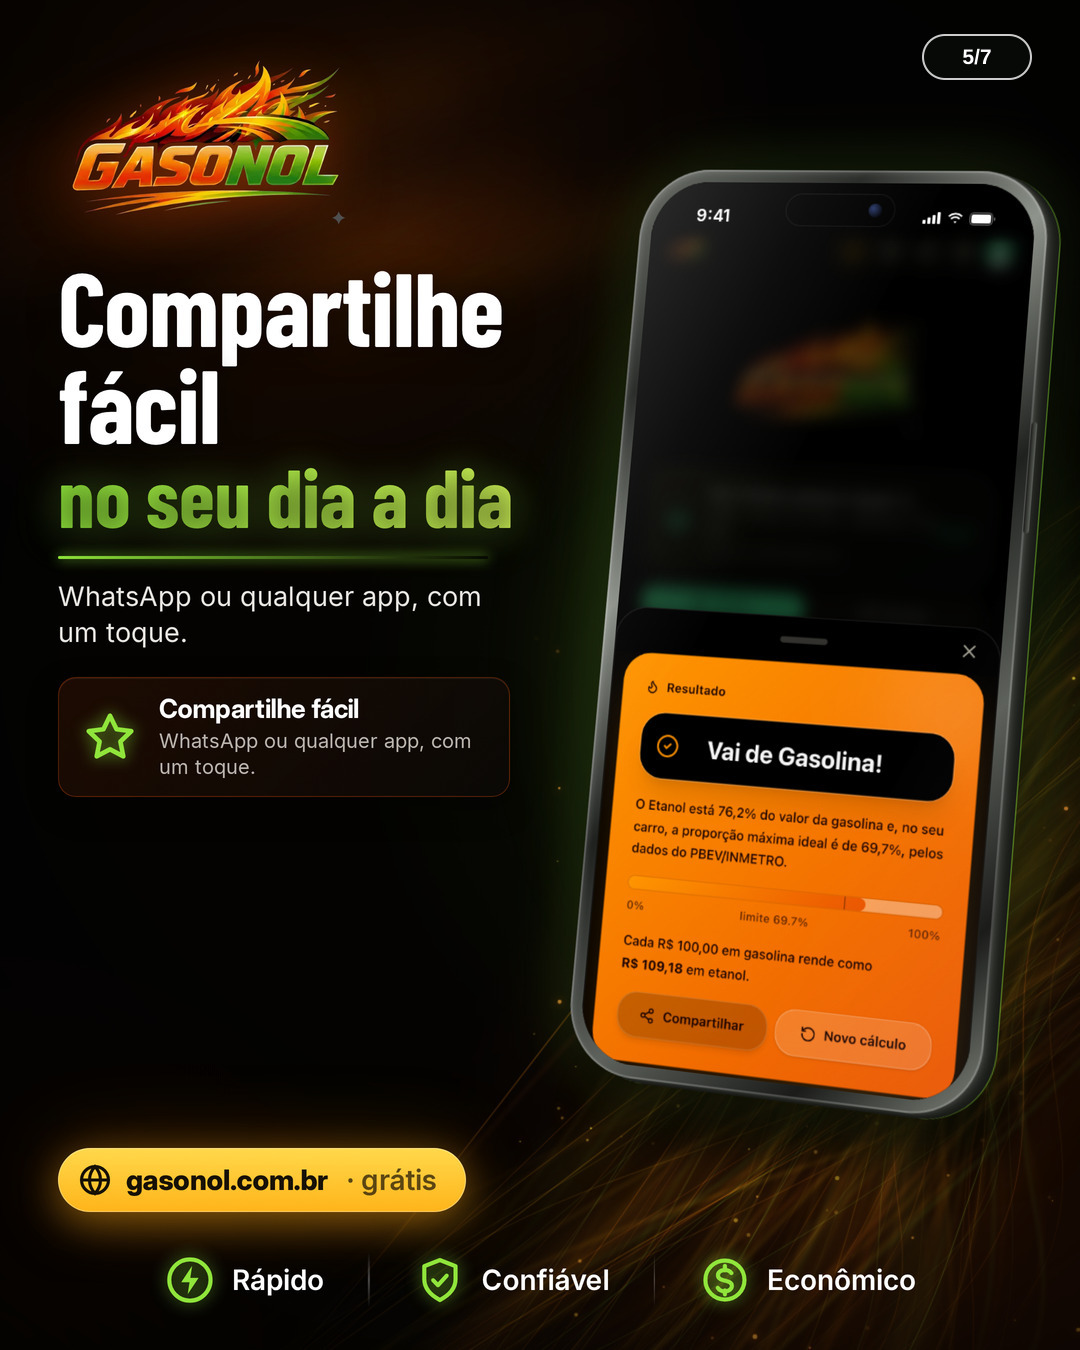 5/7
GASONOL
Compartilhe
fácil
no seu dia a dia
WhatsApp ou qualquer app, com
um toque.
Compartilhe fácil
WhatsApp ou qualquer app, com
um toque.
9:41
Resultado
Vai de Gasolina!
O Etanol está 76,2% do valor da gasolina e, no seu
carro, a proporção máxima ideal é de 69,7%, pelos
dados do PBEV/INMETRO.
0% limite 69.7% 100%
Cada R$ 100,00 em gasolina rende como
R$ 109,18 em etanol.
Compartilhar Novo cálculo
gasonol.com.br · grátis
Rápido Confiável Econômico